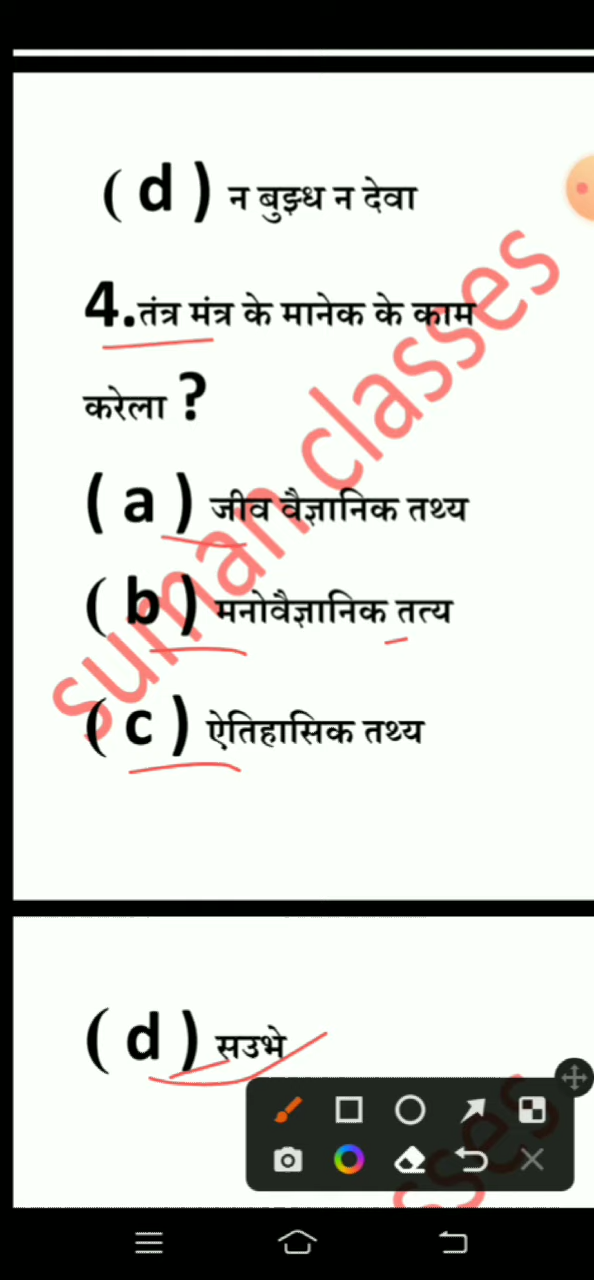 ( d ) न बुझ्ध न देवा
4.तंत्र मंत्र के मानेक के काम
करेला ?
( a ) जीव वैज्ञानिक तथ्य
( b ) मनोवैज्ञानिक तत्य
( c ) ऐतिहासिक तथ्य
( d ) सउभे
suman classes